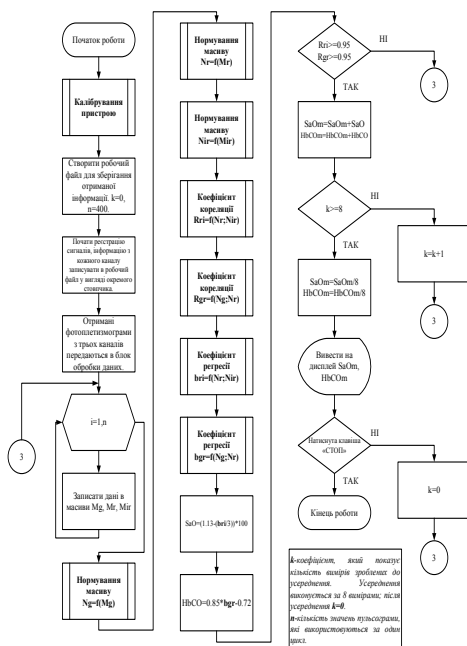 Початок роботи
Калібрування
пристрою
Створити робочий
файл для зберігання
отриманої
інформації. k=0,
n=400.
Почати реєстрацію
сигналів, інформацію з
кожного каналу
записувати в робочий
файл у вигляді окремого
стовпчика.
Отримані
фотоплетизмограми
з трьох каналів
передаються в блок
обробки даних.
3
i=1,n
Записати дані в
масиви Mg, Mr, Mir
Нормування
масиву
Ng=f(Mg)
Нормування
масиву
Nr=f(Mr)
Нормування
масиву
Nir=f(Mir)
Коефіцієнт
кореляції
Rri=f(Nr;Nir)
Коефіцієнт
кореляції
Rgr=f(Ng;Nr)
Коефіцієнт
регресії
bri=f(Nr;Nir)
Коефіцієнт
регресії
bgr=f(Ng;Nr)
SaO=(1.13-(bri/3))*100
HbCO=0.85*bgr-0.72
Rri>=0.95
Rgr>=0.95
НІ
3
ТАК
SaOm=SaOm+SaO
HbCOm=HbCOm+HbCO
k>=8
НІ
k=k+1
3
ТАК
SaOm=SaOm/8
HbCOm=HbCOm/8
Вивести на
дисплей SaOm,
HbCOm
Натиснута клавіша
«СТОП»
НІ
k=0
3
ТАК
Кінець роботи
k-коефіцієнт, який показує
кількість вимірів зроблених до
усереднення. Усереднення
виконується за 8 вимірами; після
усереднення k=0.
n-кількість значень пульсограми,
які використовуються за один
цикл.